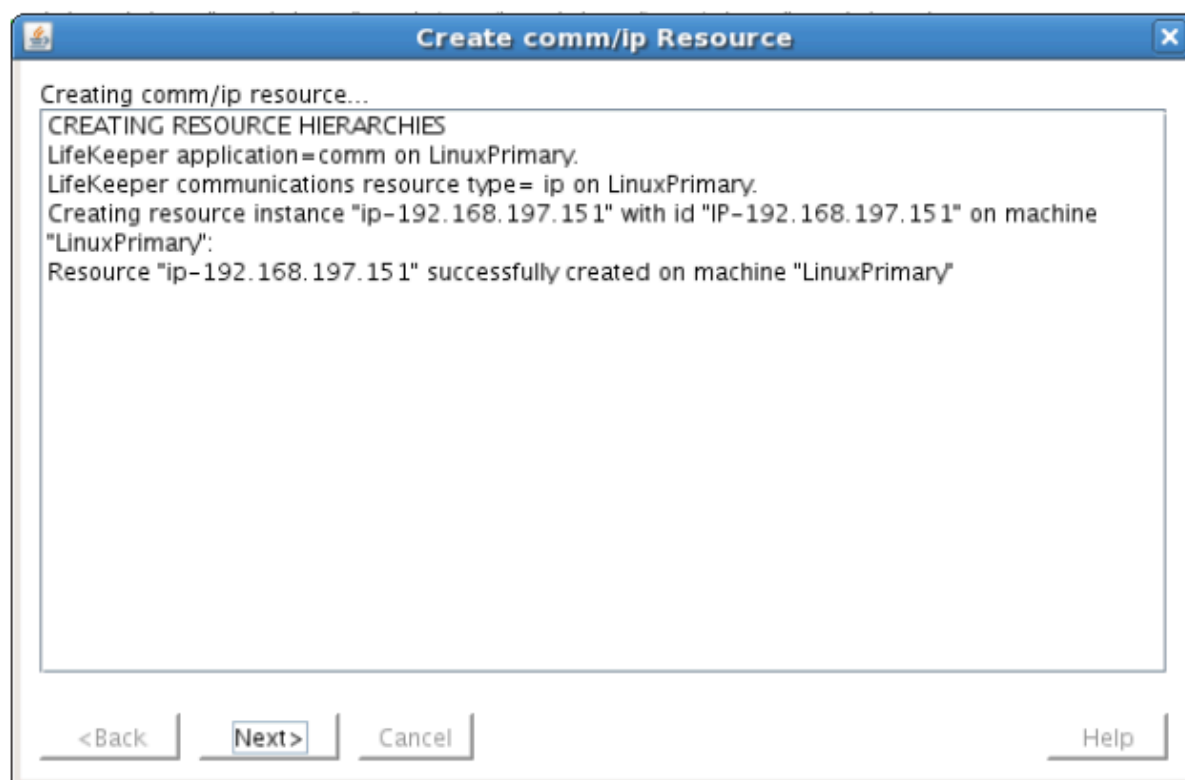 Create comm/ip Resource
Creating comm/ip resource...
CREATING RESOURCE HIERARCHIES
LifeKeeper application=comm on LinuxPrimary.
LifeKeeper communications resource type= ip on LinuxPrimary.
Creating resource instance "ip-192.168.197.151" with id "IP-192.168.197.151" on machine
"LinuxPrimary":
Resource "ip-192.168.197.151" successfully created on machine "LinuxPrimary"
<Back Next> Cancel Help